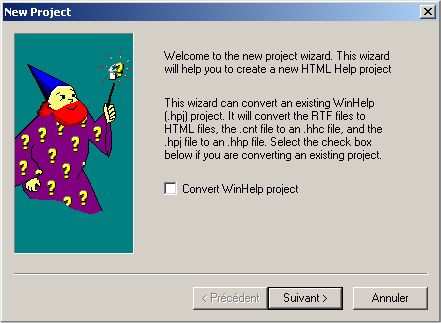 New Project
Welcome to the new project wizard. This wizard
will help you to create a new HTML Help project
This wizard can convert an existing WinHelp
(.hpj) project. It will convert the RTF files to
HTML files, the .cnt file to an .hhc file, and the
.hpj file to an .hhp file. Select the check box
below if you are converting an existing project.
Convert WinHelp project
< Précédent
Suivant >
Annuler